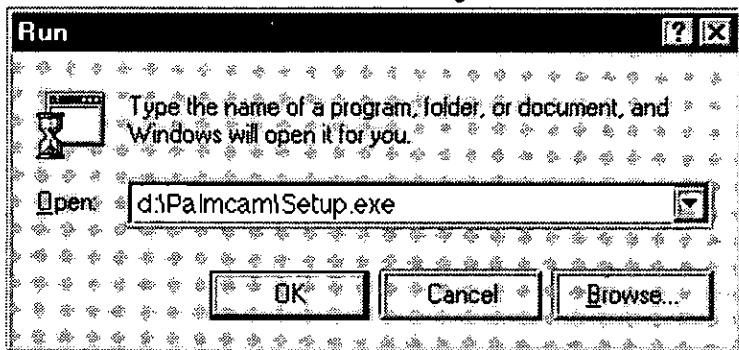 Run
Type the name of a program, folder, or document, and
Windows will open it for you.
Open: d:\Palmcam\Setup.exe
OK Cancel Browse...